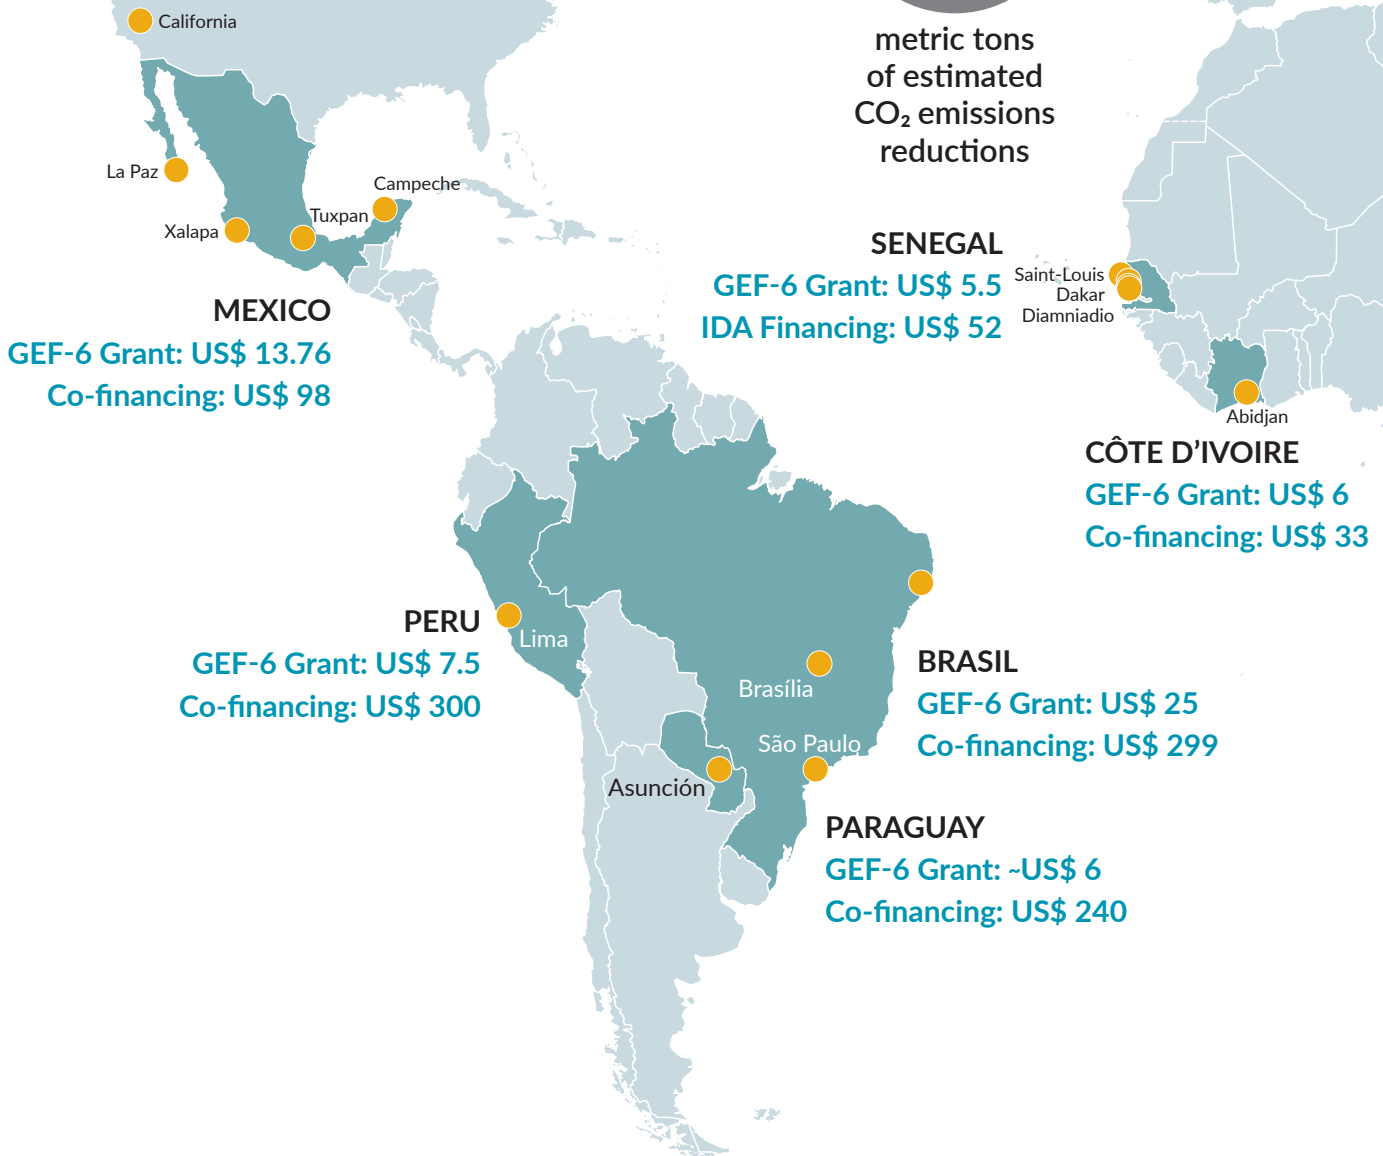 California
metric tons
of estimated
CO₂ emissions
reductions
La Paz
Campeche
Tuxpan
Xalapa
MEXICO
GEF-6 Grant: US$ 13.76
Co-financing: US$ 98
SENEGAL
GEF-6 Grant: US$ 5.5
IDA Financing: US$ 52
Saint-Louis
Dakar
Diamniadio
Abidjan
CÔTE D’IVOIRE
GEF-6 Grant: US$ 6
Co-financing: US$ 33
PERU
GEF-6 Grant: US$ 7.5
Co-financing: US$ 300
Lima
Brasília
São Paulo
Asunción
BRASIL
GEF-6 Grant: US$ 25
Co-financing: US$ 299
PARAGUAY
GEF-6 Grant: ~US$ 6
Co-financing: US$ 240